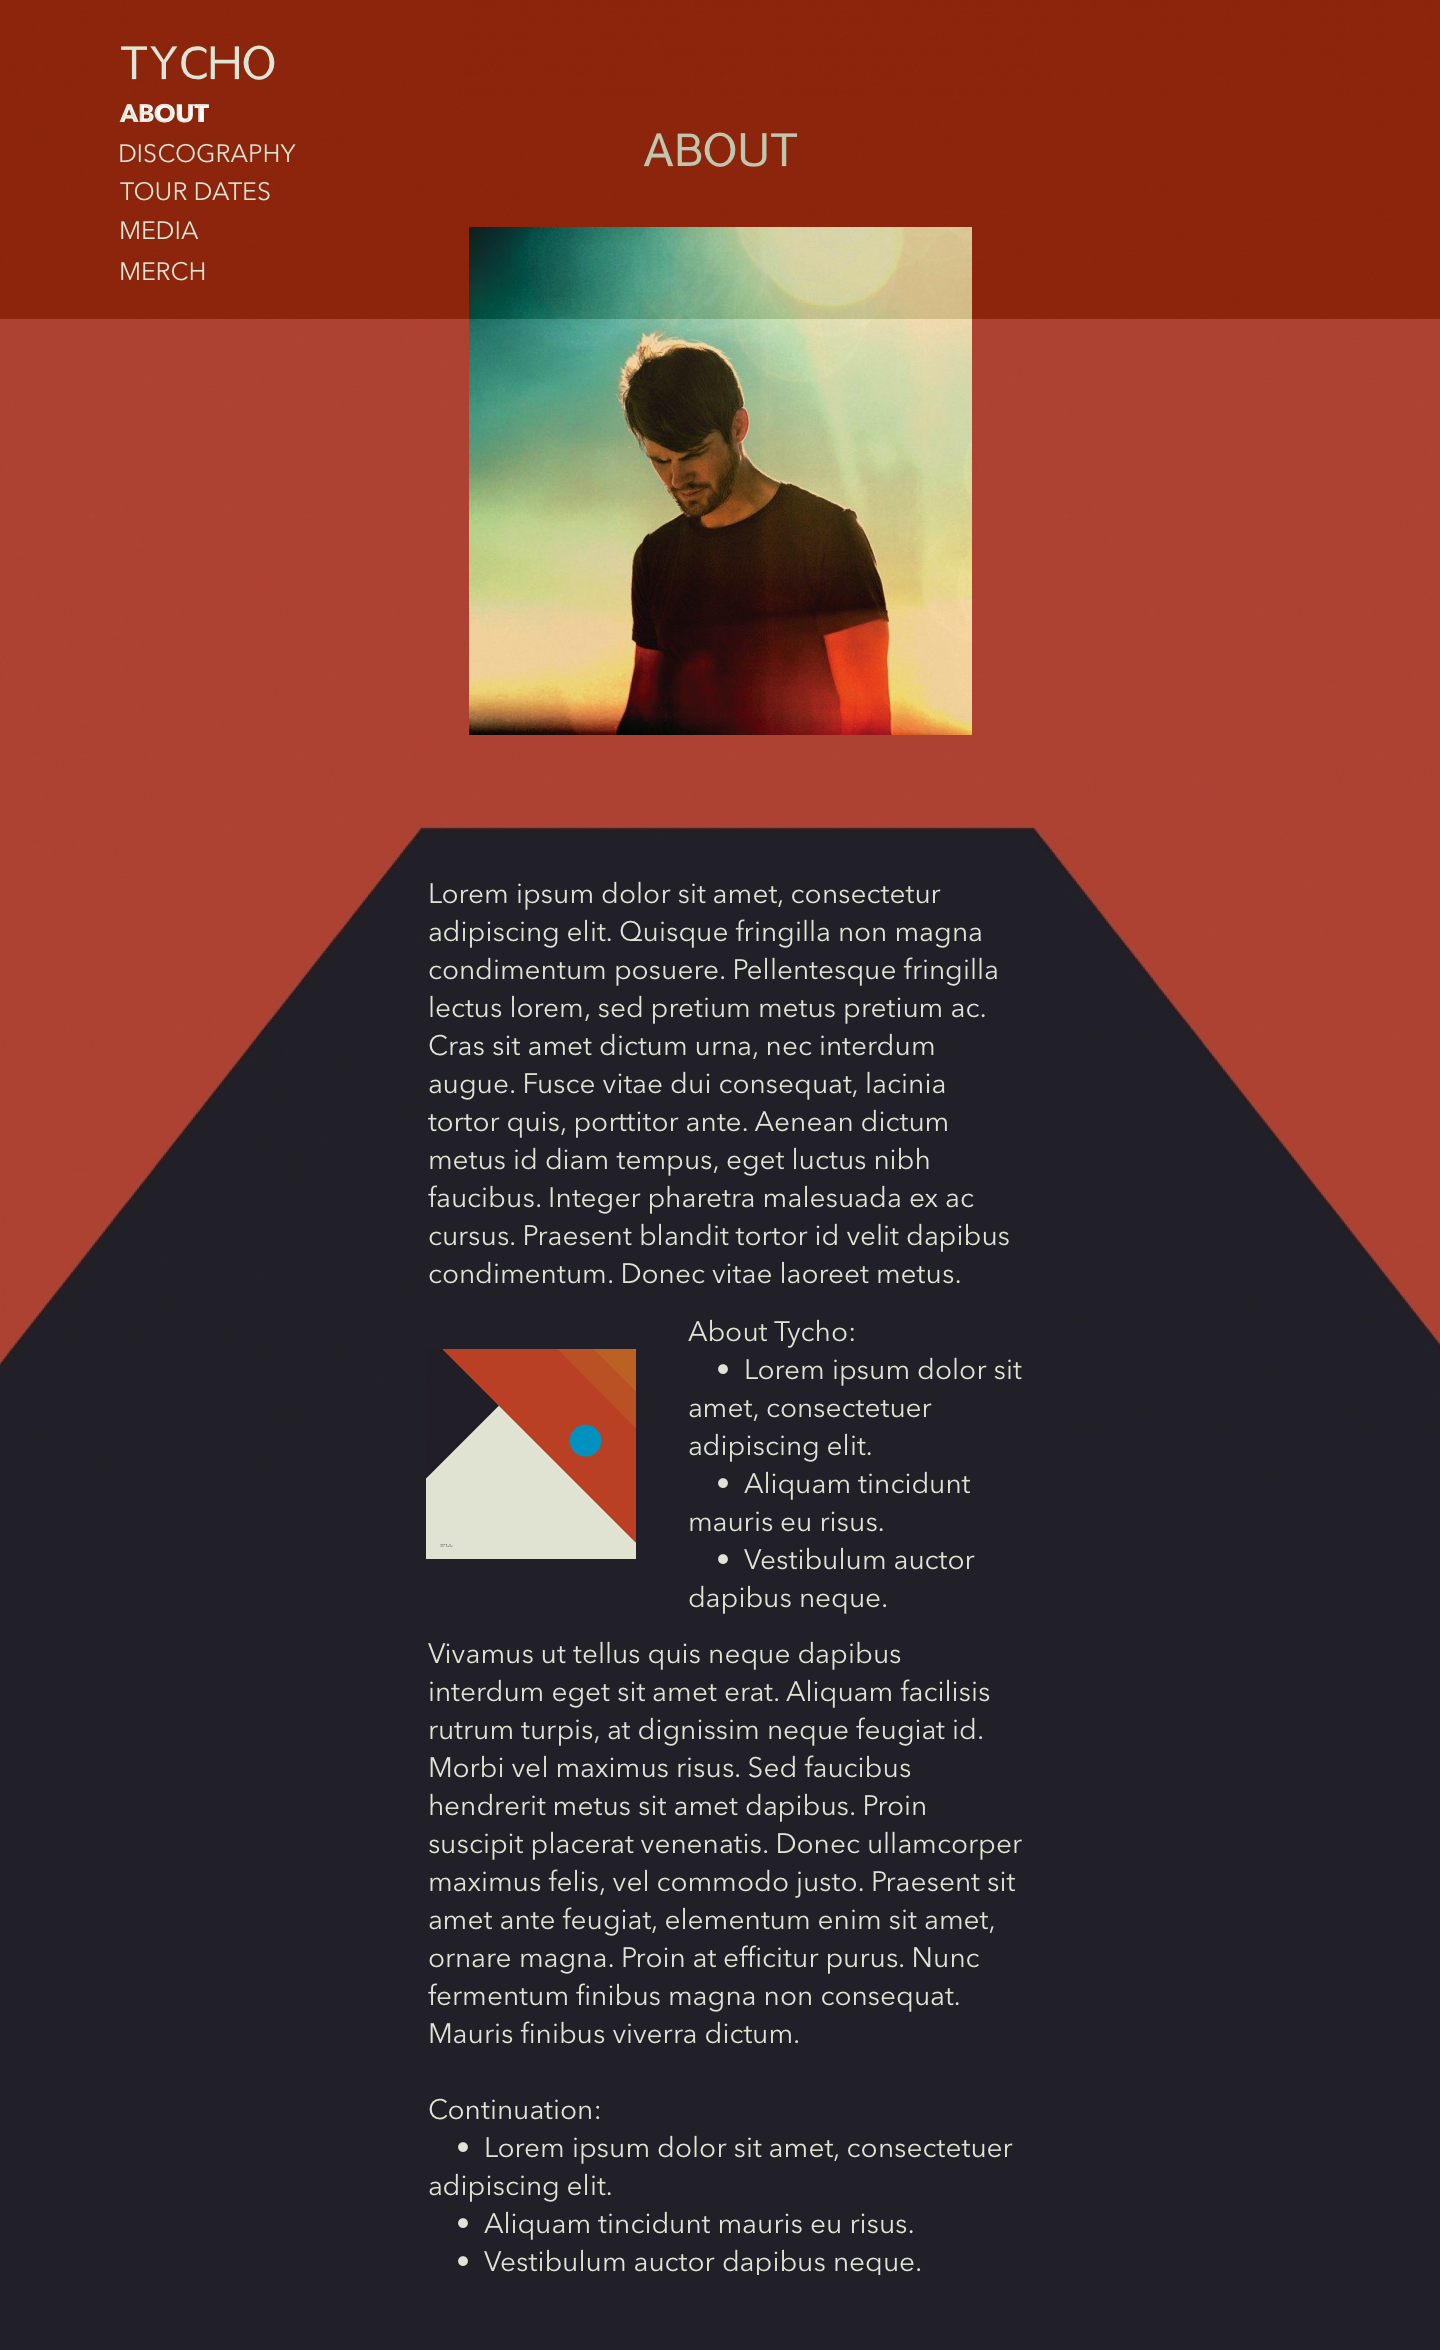 TYCHO
ABOUT
DISCOGRAPHY
TOUR DATES
MEDIA
MERCH
ABOUT
Lorem ipsum dolor sit amet, consectetur
adipiscing elit. Quisque fringilla non magna
condimentum posuere. Pellentesque fringilla
lectus lorem, sed pretium metus pretium ac.
Cras sit amet dictum urna, nec interdum
augue. Fusce vitae dui consequat, lacinia
tortor quis, porttitor ante. Aenean dictum
metus id diam tempus, eget luctus nibh
faucibus. Integer pharetra malesuada ex ac
cursus. Praesent blandit tortor id velit dapibus
condimentum. Donec vitae laoreet metus.
About Tycho:
• Lorem ipsum dolor sit
amet, consectetuer
adipiscing elit.
• Aliquam tincidunt
mauris eu risus.
• Vestibulum auctor
dapibus neque.
Vivamus ut tellus quis neque dapibus
interdum eget sit amet erat. Aliquam facilisis
rutrum turpis, at dignissim neque feugiat id.
Morbi vel maximus risus. Sed faucibus
hendrerit metus sit amet dapibus. Proin
suscipit placerat venenatis. Donec ullamcorper
maximus felis, vel commodo justo. Praesent sit
amet ante feugiat, elementum enim sit amet,
ornare magna. Proin at efficitur purus. Nunc
fermentum finibus magna non consequat.
Mauris finibus viverra dictum.
Continuation:
• Lorem ipsum dolor sit amet, consectetuer
adipiscing elit.
• Aliquam tincidunt mauris eu risus.
• Vestibulum auctor dapibus neque.